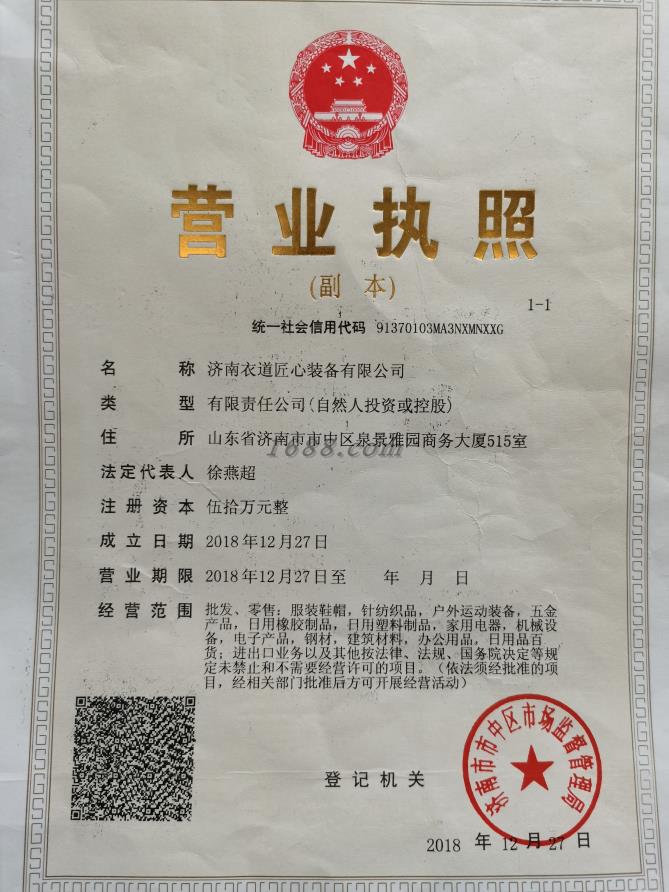 营业执照
(副 本)
1-1
统一社会信用代码 91370103MA3NXMNXXG
名 称 济南衣道匠心装备有限公司
类 型 有限责任公司(自然人投资或控股)
住 所 山东省济南市市中区泉景雅园商务大厦515室
1688.com
法定代表人 徐燕超
注册资本 伍拾万元整
成立日期 2018年12月27日
营业期限 2018年12月27日至 年 月 日
经营范围 批发、零售：服装鞋帽，针纺织品，户外运动装备，五金
产品，日用橡胶制品，日用塑料制品，家用电器，机械设
备，电子产品，钢材，建筑材料，办公用品，日用品百
货；进出口业务以及其他按法律、法规、国务院决定等规
定未禁止和不需要经营许可的项目。（依法须经批准的项
目，经相关部门批准后方可开展经营活动）
登记机关
济南市市中区市场监督管理局
2018 年 12 月 27 日